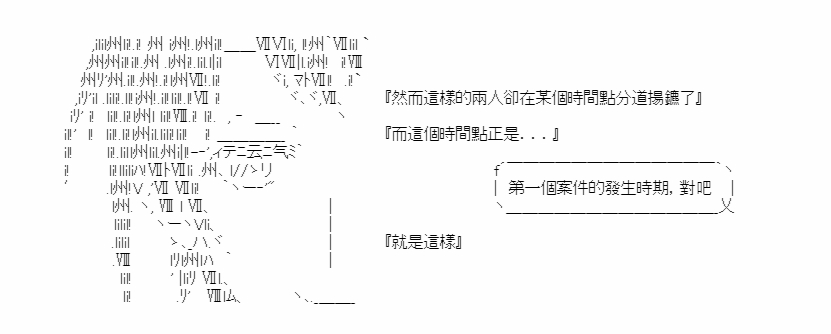 『然而這樣的兩人卻在某個時間點分道揚鑣了』
『而這個時間點正是...』
第一個案件的發生時期，對吧
『就是這樣』